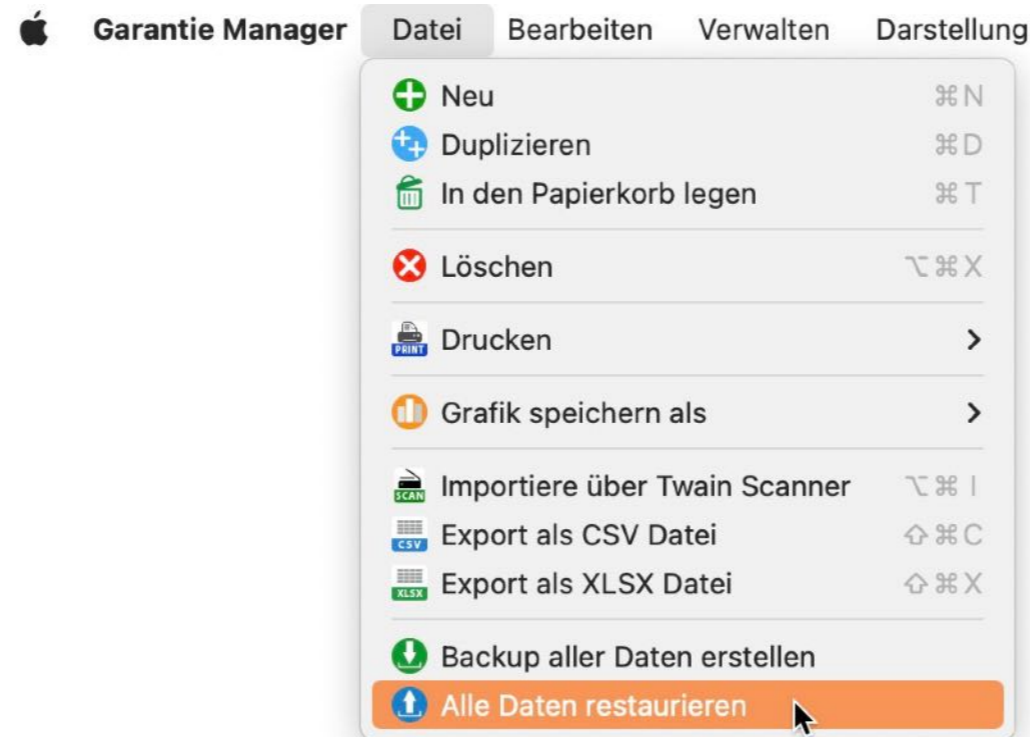 Garantie Manager Datei Bearbeiten Verwalten Darstellung
Neu ⌘N
Duplizieren ⌘D
In den Papierkorb legen ⌘T
Löschen ⌥⌘X
PRINT Drucken
Grafik speichern als
SCAN Importiere über Twain Scanner ⌥⌘I
CSV Export als CSV Datei ⇧⌘C
XLSX Export als XLSX Datei ⇧⌘X
Backup aller Daten erstellen
Alle Daten restaurieren